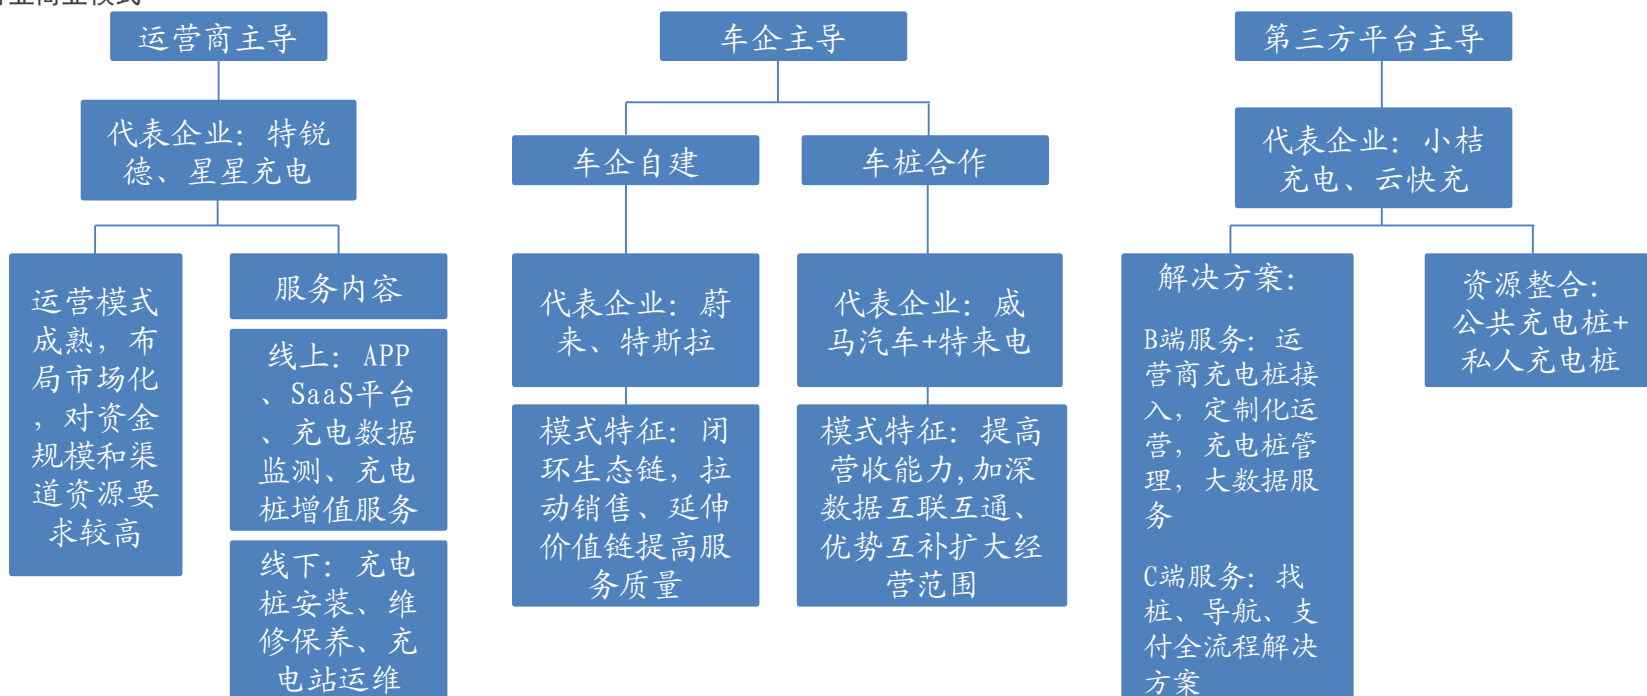 运营商主导
代表企业：特锐
德、星星充电
运营模式
成熟，布
局市场化
，对资金
规模和渠
道资源要
求较高
服务内容
线上：APP
、SaaS平台
、充电数据
监测、充电
桩增值服务
线下：充电
桩安装、维
修保养、充
电站运维
车企主导
车企自建
代表企业：蔚
来、特斯拉
模式特征：闭
环生态链，拉
动销售、延伸
价值链提高服
务质量
车桩合作
代表企业：威
马汽车+特来电
模式特征：提高
营收能力,加深
数据互联互通、
优势互补扩大经
营范围
第三方平台主导
代表企业：小桔
充电、云快充
解决方案：
B端服务：运
营商充电桩接
入，定制化运
营，充电桩管
理，大数据服
务
C端服务：找
桩、导航、支
付全流程解决
方案
资源整合：
公共充电桩+
私人充电桩